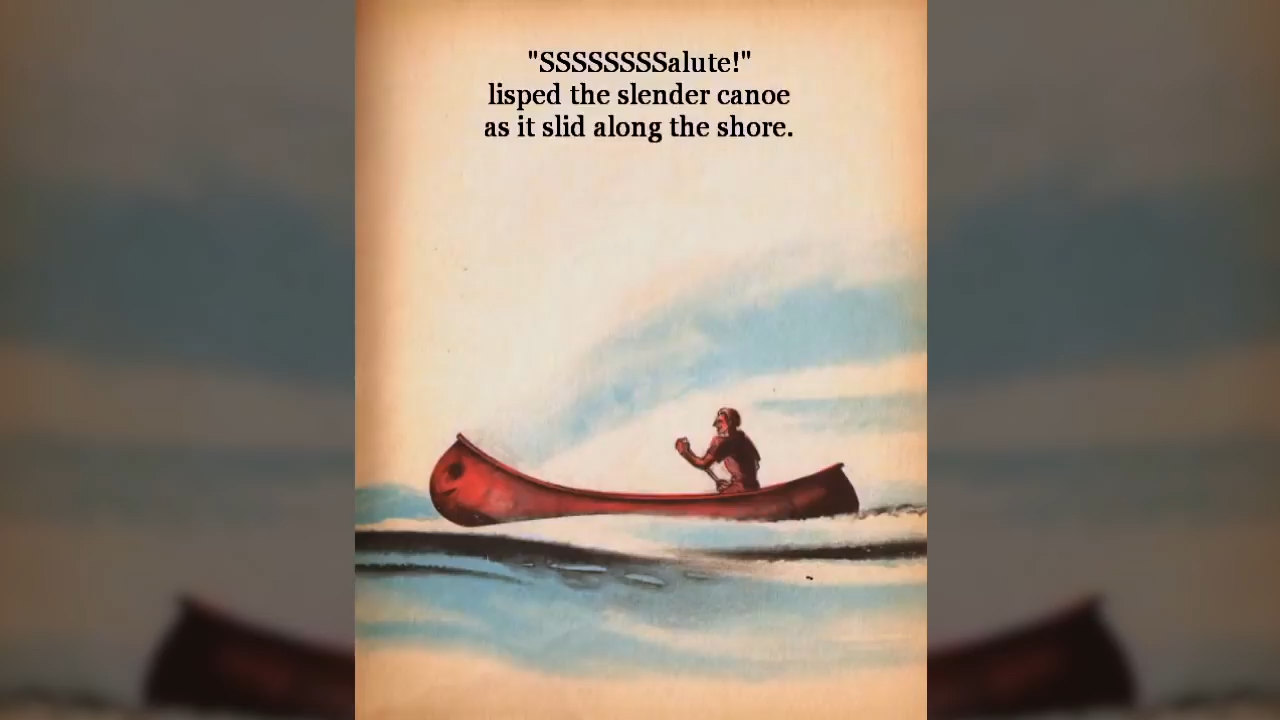 "SSSSSSSSalute!"
lisped the slender canoe
as it slid along the shore.